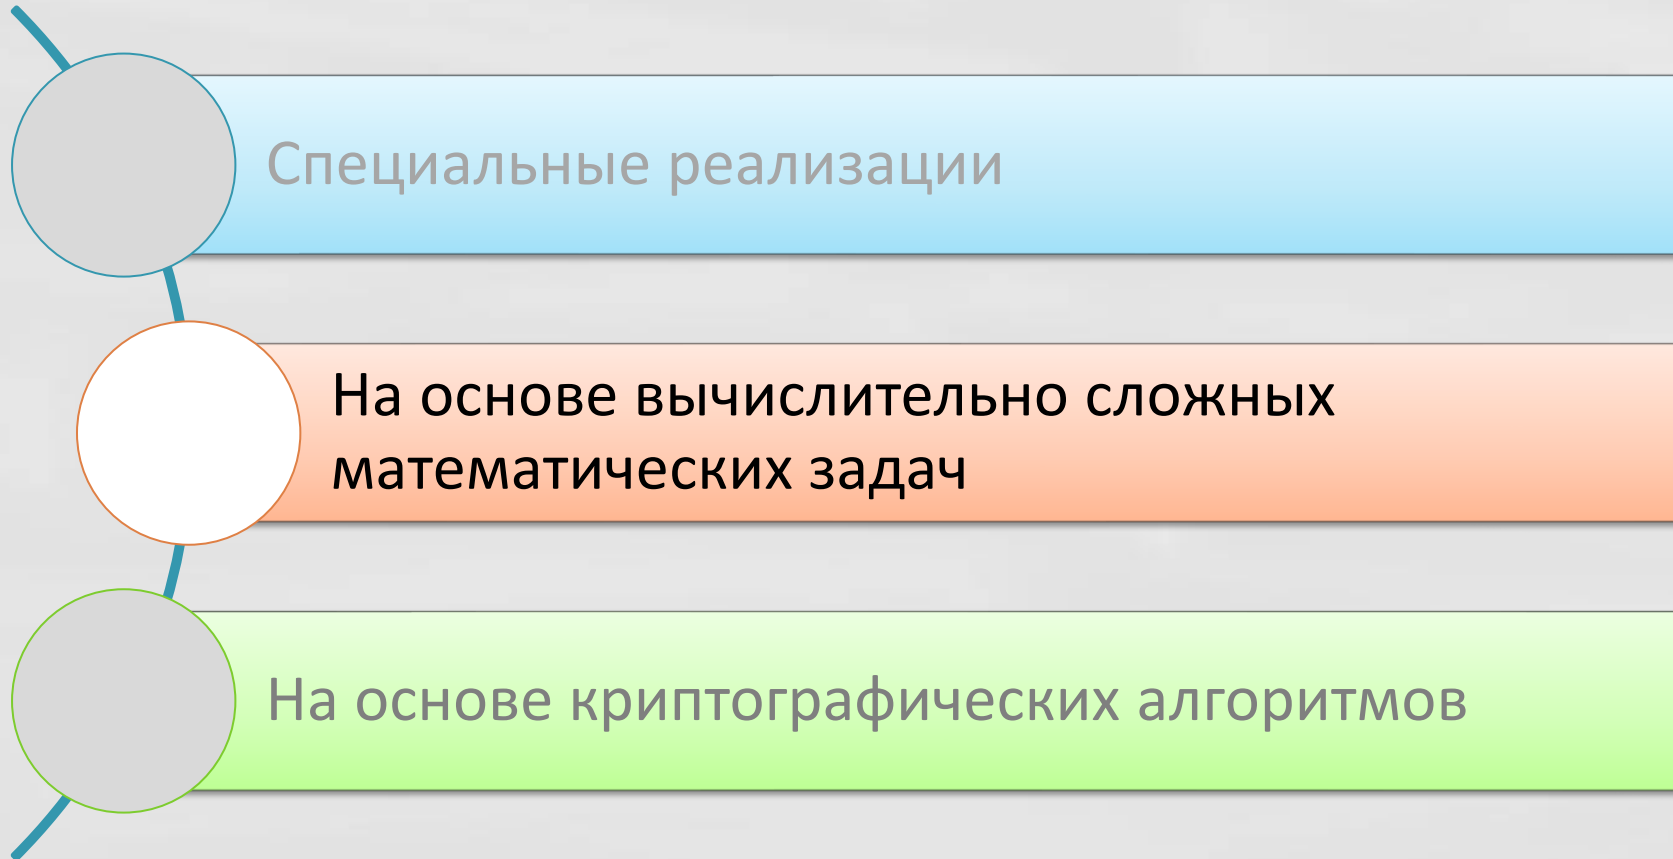 Специальные реализации
На основе вычислительно сложных
математических задач
На основе криптографических алгоритмов